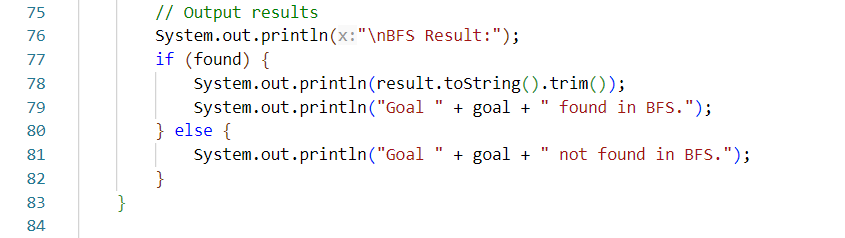 75 // Output results
76 System.out.println(x:"\nBFS Result:");
77 if (found) {
78 System.out.println(result.toString().trim());
79 System.out.println("Goal " + goal + " found in BFS.");
80 } else {
81 System.out.println("Goal " + goal + " not found in BFS.");
82 }
83 }
84